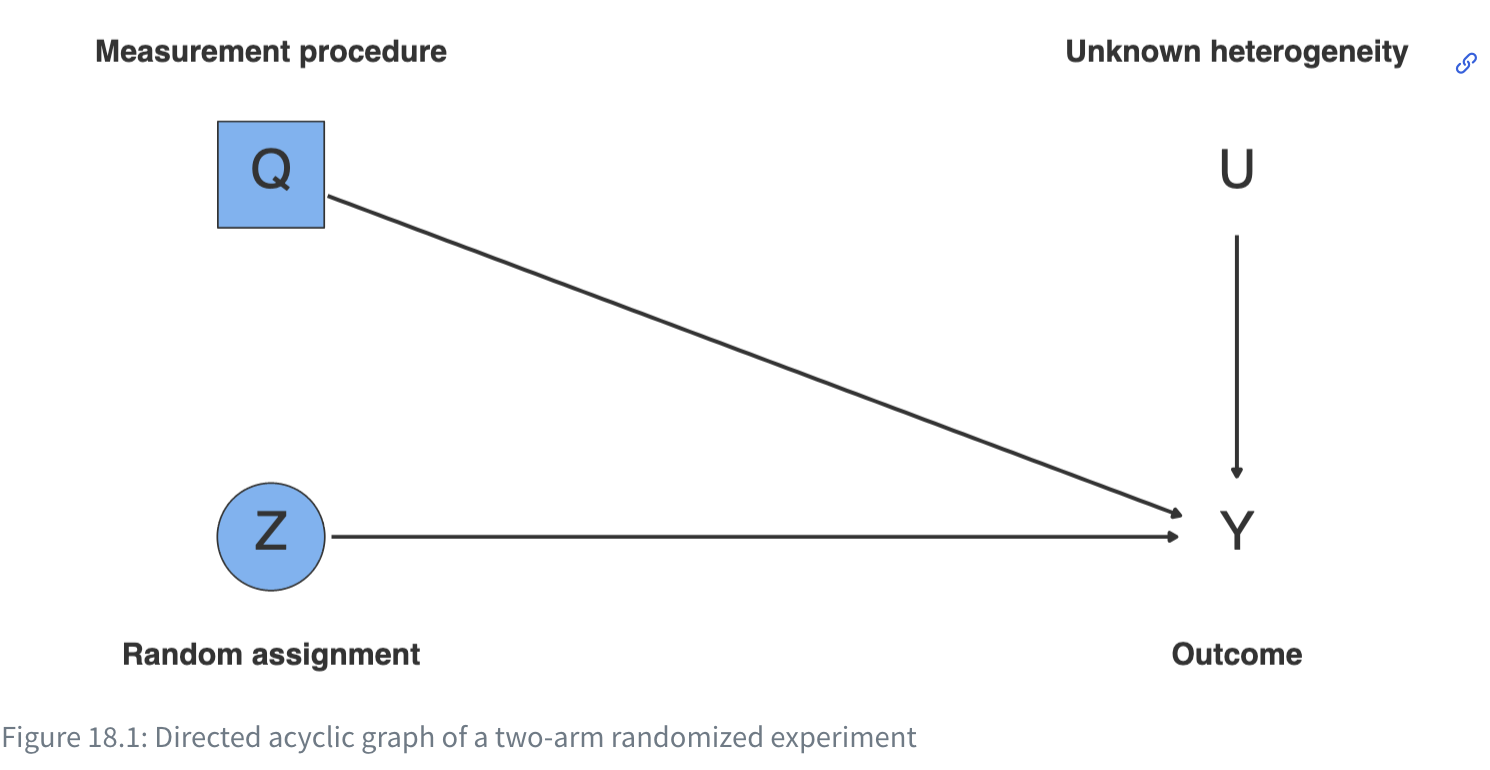 Measurement procedure
Unknown heterogeneity
Q
U
Z
Y
Random assignment
Outcome
Figure 18.1: Directed acyclic graph of a two-arm randomized experiment